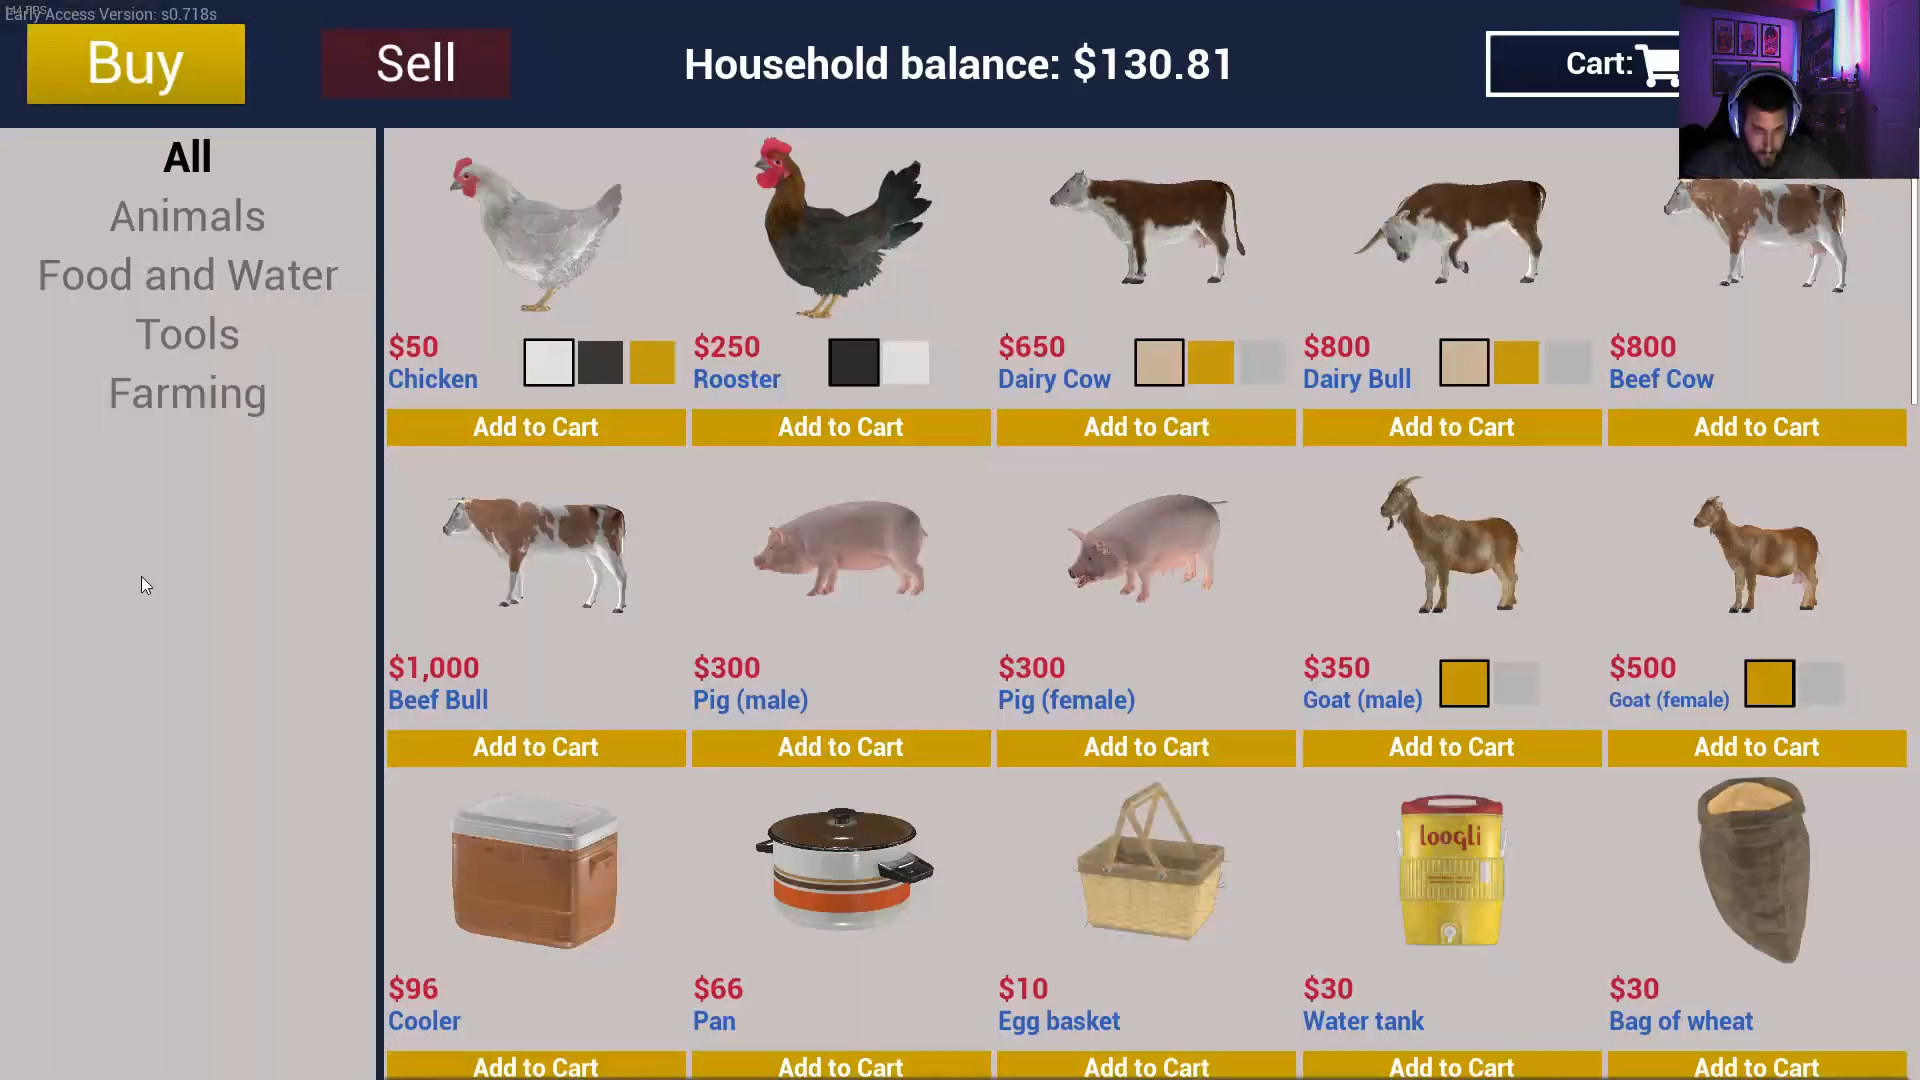 Early Access Version: s0.718s
Buy
Sell
Household balance: $130.81
Cart:
All
Animals
Food and Water
Tools
Farming
$50
Chicken
$250
Rooster
$650
Dairy Cow
$800
Dairy Bull
$800
Beef Cow
Add to Cart
Add to Cart
Add to Cart
Add to Cart
Add to Cart
$1,000
Beef Bull
$300
Pig (male)
$300
Pig (female)
$350
Goat (male)
$500
Goat (female)
Add to Cart
Add to Cart
Add to Cart
Add to Cart
Add to Cart
loogli
$96
Cooler
$66
Pan
$10
Egg basket
$30
Water tank
$30
Bag of wheat
Add to Cart
Add to Cart
Add to Cart
Add to Cart
Add to Cart